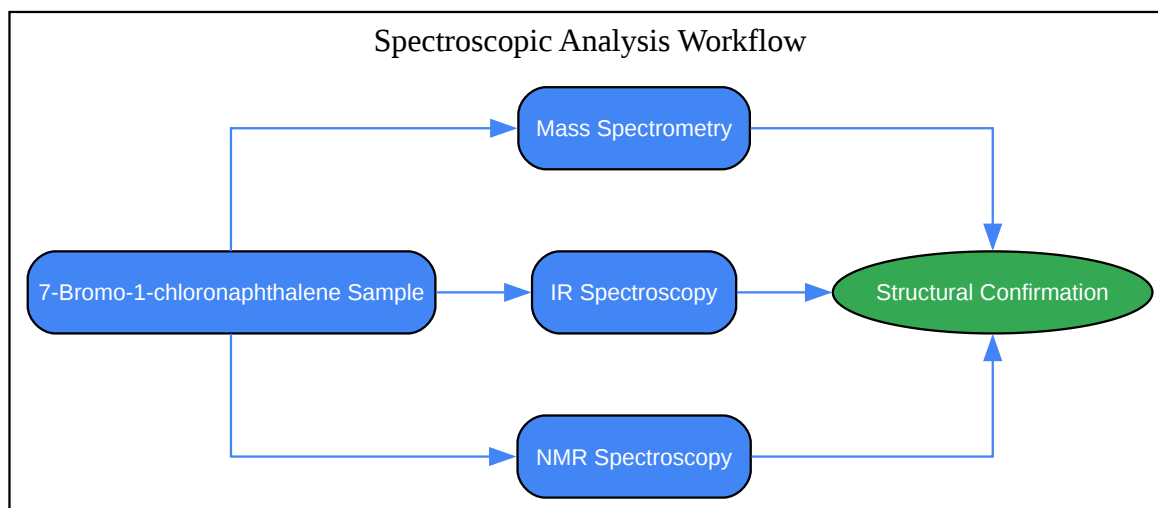 Spectroscopic Analysis Workflow
Mass Spectrometry
7-Bromo-1-chloronaphthalene Sample
IR Spectroscopy
Structural Confirmation
NMR Spectroscopy